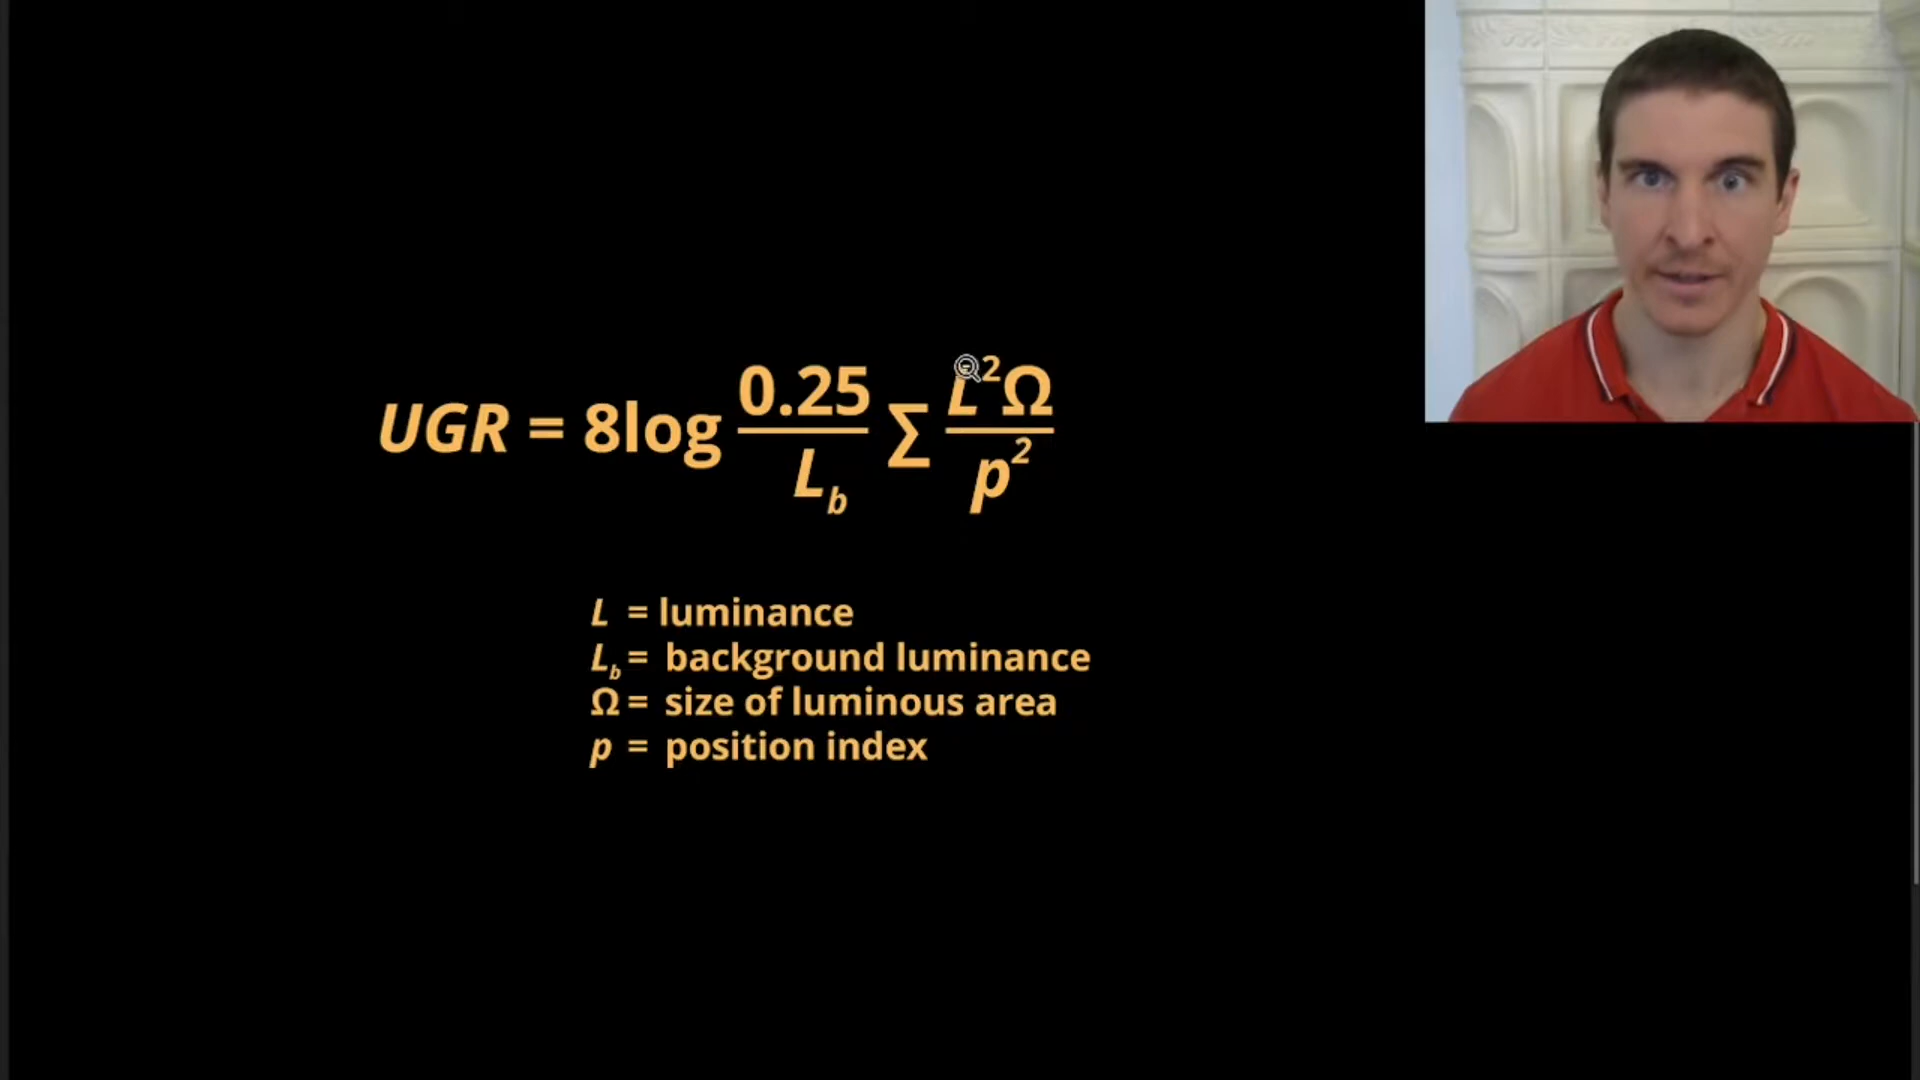 UGR = 8log 0.25/L_b ∑ L²Ω/p²
L = luminance
L_b = background luminance
Ω = size of luminous area
p = position index